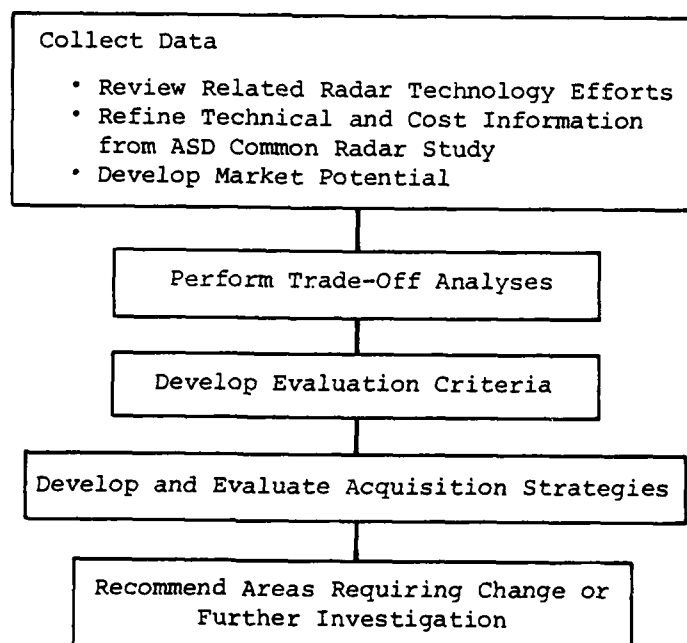 Collect Data
• Review Related Radar Technology Efforts
• Refine Technical and Cost Information
from ASD Common Radar Study
• Develop Market Potential
Perform Trade-Off Analyses
Develop Evaluation Criteria
Develop and Evaluate Acquisition Strategies
Recommend Areas Requiring Change or
Further Investigation